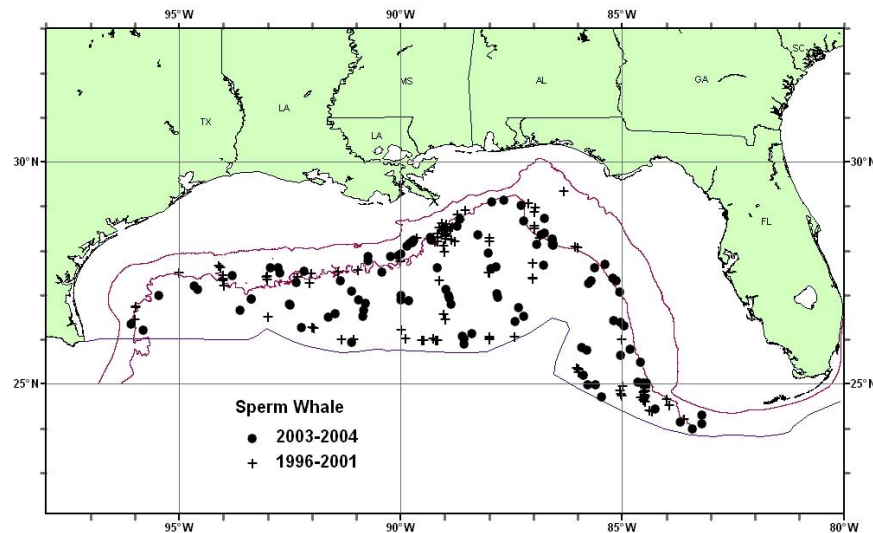 95°W 90°W 85°W
SC
MS AL GA
TX LA
LA
30°N 30°N
FL
25°N 25°N
Sperm Whale
2003-2004
1996-2001
95°W 90°W 85°W 80°W